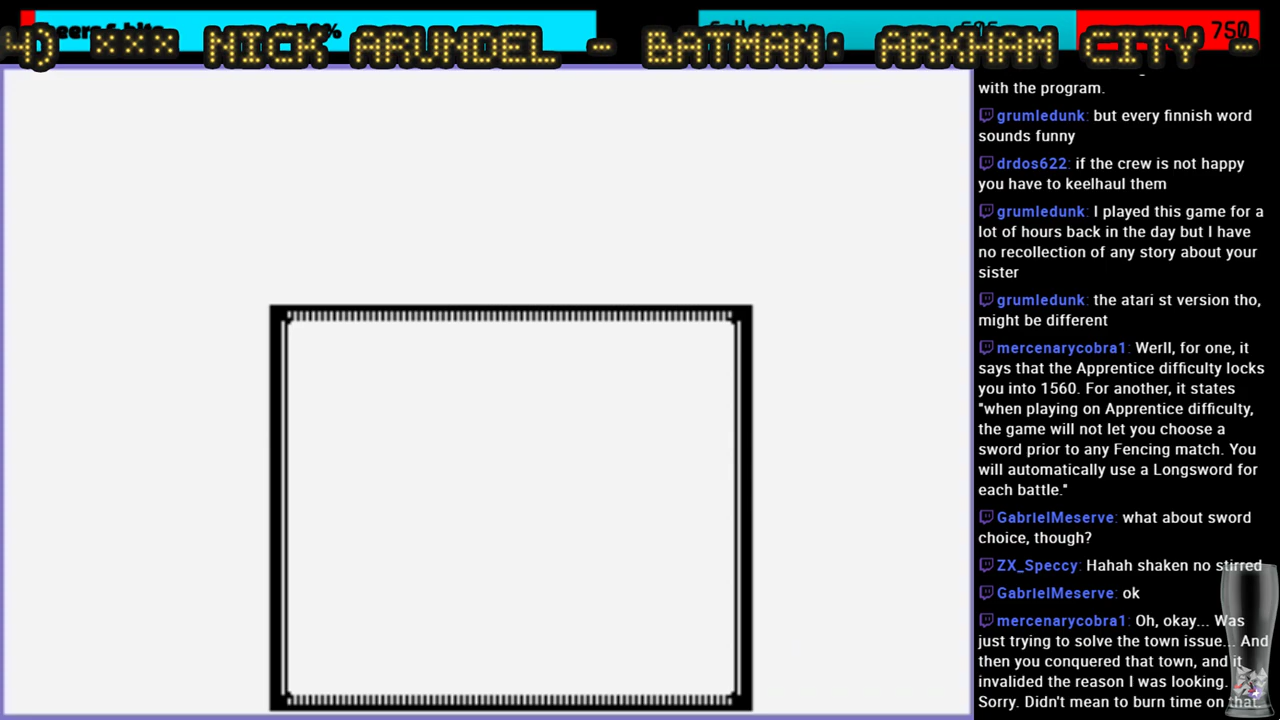 NICK ARUNDEL - BATMAN: ARKHAM CITY -
750
with the program.
grumledunk: but every finnish word
sounds funny
drdos622: if the crew is not happy
you have to keelhaul them
grumledunk: I played this game for a
lot of hours back in the day but I have
no recollection of any story about your
sister
grumledunk: the atari st version tho,
might be different
mercenarycobra1: Werll, for one, it
says that the Apprentice difficulty locks
you into 1560. For another, it states
"when playing on Apprentice difficulty,
the game will not let you choose a
sword prior to any Fencing match. You
will automatically use a Longsword for
each battle."
GabrielMeserve: what about sword
choice, though?
ZX_Speccy: Hahah shaken no stirred
GabrielMeserve: ok
mercenarycobra1: Oh, okay... Was
just trying to solve the town issue... And
then you conquered that town, and it
invalided the reason I was looking.
Sorry. Didn't mean to burn time on that.